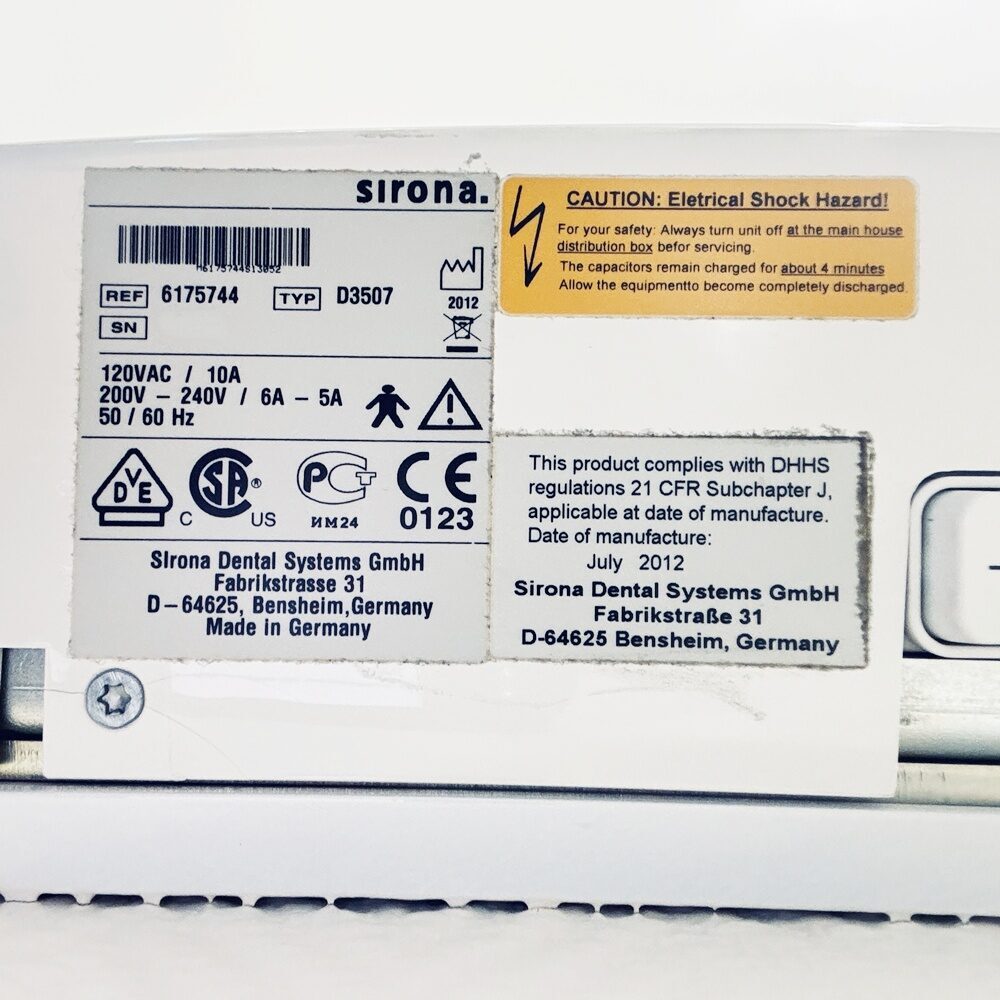 sirona.
M6175744S13052
REF 6175744 TYP D3507
2012
SN
120VAC / 10A
200V – 240V / 6A – 5A
50 / 60 Hz
DVE
C SA ® US
РСТ
ИМ24
CE
0123
Sirona Dental Systems GmbH
Fabrikstrasse 31
D–64625, Bensheim,Germany
Made in Germany
CAUTION: Eletrical Shock Hazard!
For your safety: Always turn unit off at the main house
distribution box befor servicing.
The capacitors remain charged for about 4 minutes
Allow the equipmentto become completely discharged.
This product complies with DHHS
regulations 21 CFR Subchapter J,
applicable at date of manufacture.
Date of manufacture:
July 2012
Sirona Dental Systems GmbH
Fabrikstraße 31
D-64625 Bensheim, Germany